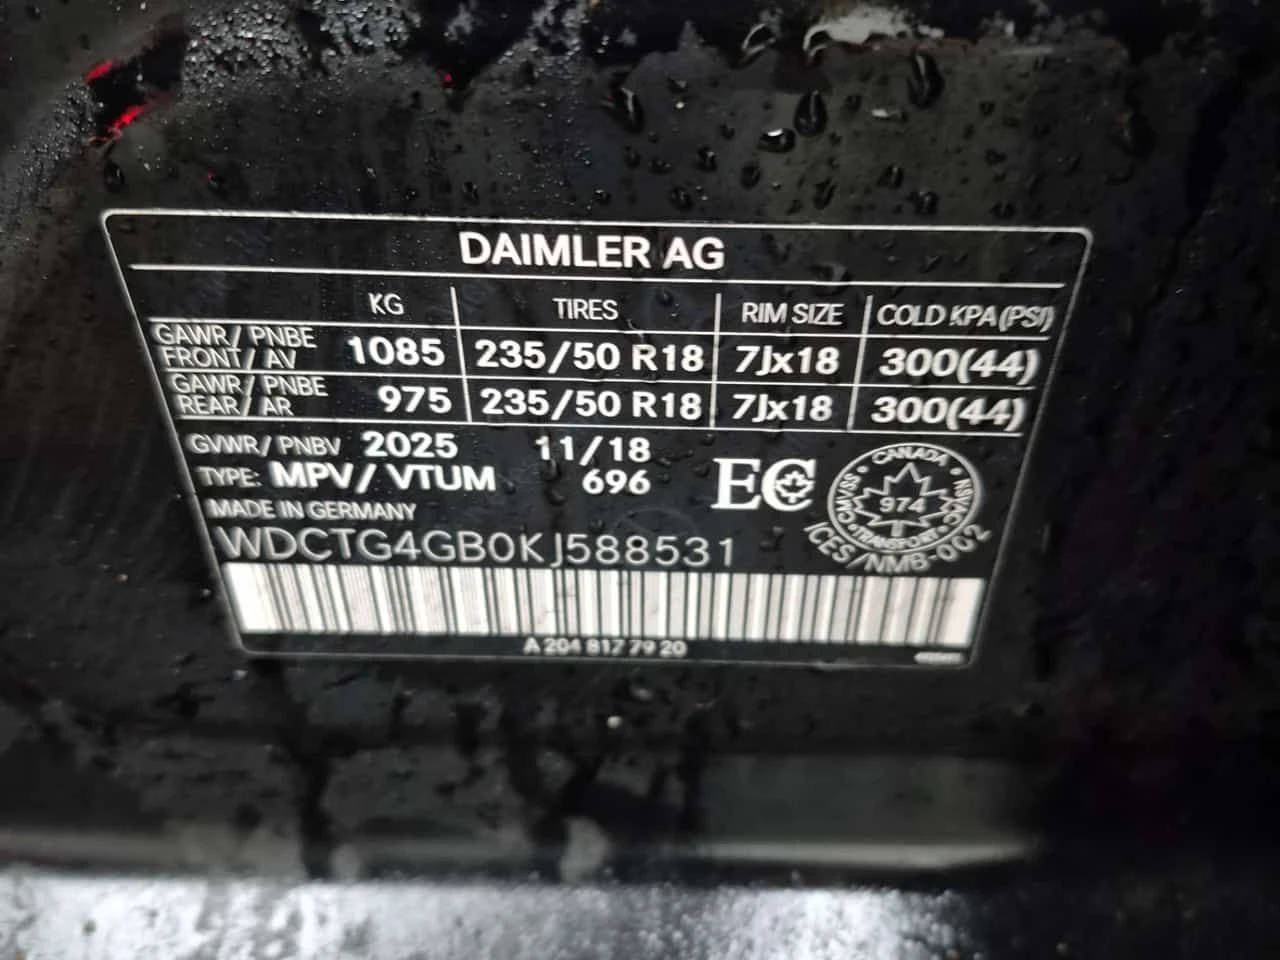 DAIMLER AG
KG TIRES RIM SIZE COLD KPA(PSI)
GAWR/ PNBE
FRONT/ AV 1085 235/50 R18 7Jx18 300(44)
GAWR/ PNBE
REAR/ AR 975 235/50 R18 7Jx18 300(44)
GVWR/ PNBV 2025 11/18
TYPE: MPV/ VTUM 696
MADE IN GERMANY
WDCTG4GB0KJ588531
EC
CANADA
NSVAC
TRANSPORT
CMVSS
974
ICES/NMB-002
A 204 817 79 20